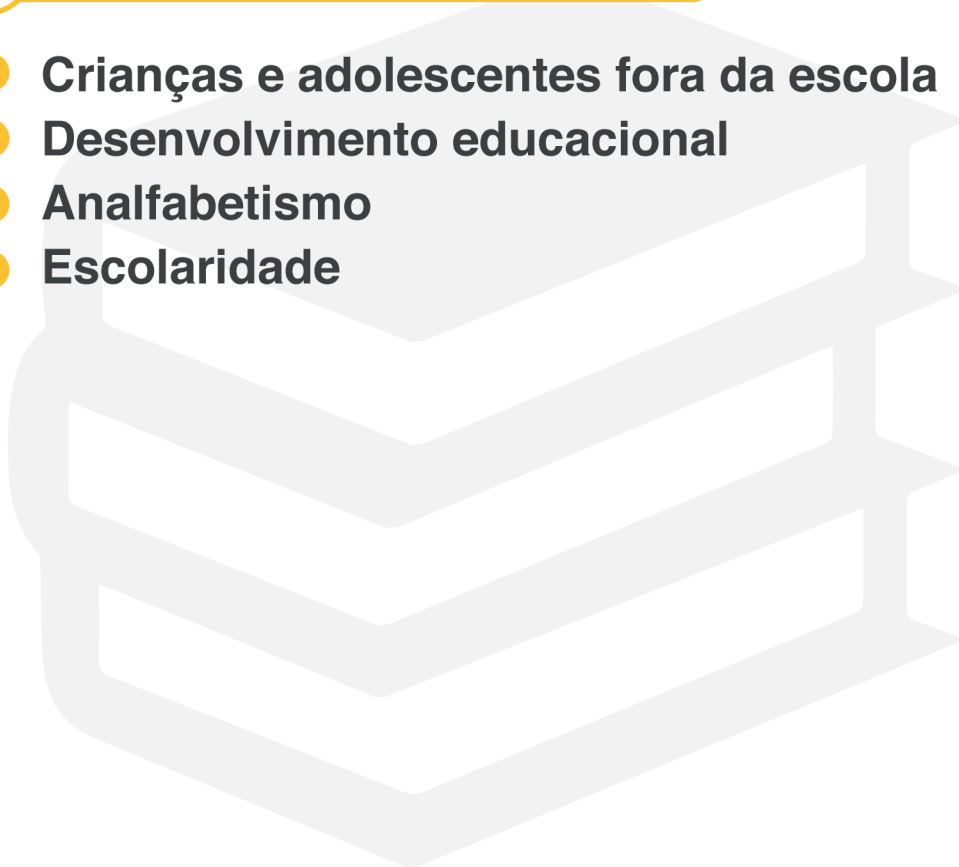 Crianças e adolescentes fora da escola
Desenvolvimento educacional
Analfabetismo
Escolaridade